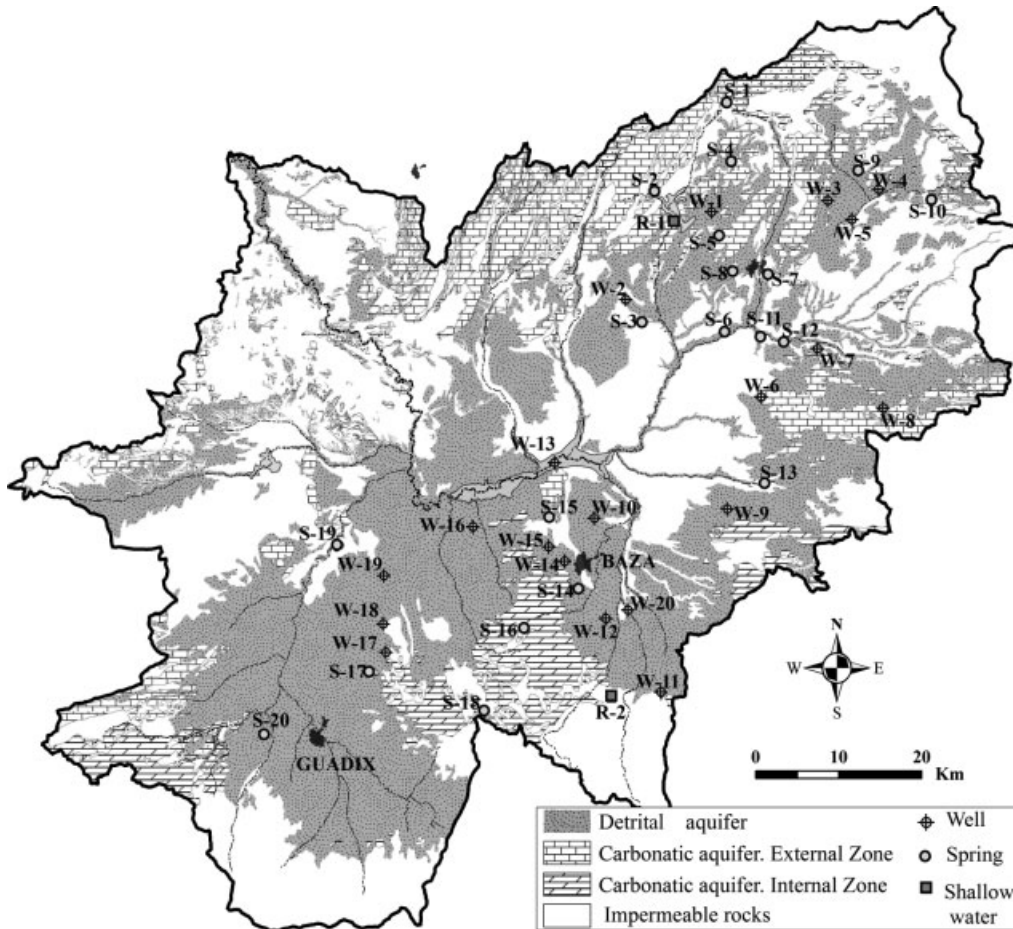 S-1
S-4
S-9
S-2
W-3
W-4
W-1
S-10
R-1
W-5
S-5
S-8
S-7
W-2
S-3
S-6
S-11
S-12
W-7
W-6
W-8
W-13
S-13
S-15
W-10
W-9
W-16
S-19
W-15
W-14
BAZA
W-19
S-14
W-20
W-18
S-16
W-12
W-17
S-17
W-11
S-18
R-2
S-20
GUADIX
N
W
E
S
0 10 20 Km
Detrital aquifer
Well
Carbonatic aquifer. External Zone
Spring
Carbonatic aquifer. Internal Zone
Shallow
Impermeable rocks
water